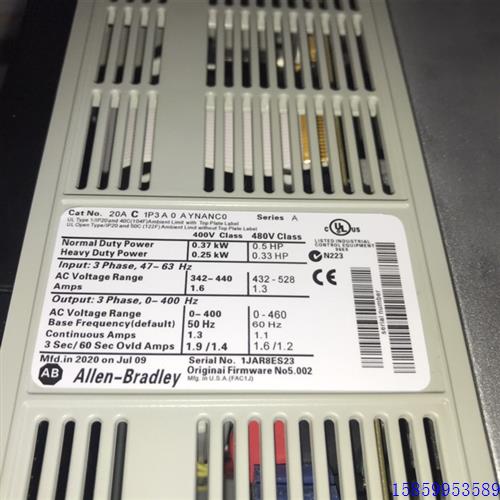 Cat No. 20A C 1P3 A 0 AYNANC0 Series A
UL Type 1/IP20 and 40C(104F)Ambient Limit with Top Plate Label
UL Open Type/IP20 and 50C (122F) Ambient Limit without Top Plate Label
400V Class 480V Class
Normal Duty Power 0.37 kW 0.5 HP
Heavy Duty Power 0.25 kW 0.33 HP
Input: 3 Phase, 47-63 Hz
AC Voltage Range 342-440 432-528
Amps 1.6 1.3
Output: 3 Phase, 0-400 Hz
AC Voltage Range 0-400 0-460
Base Frequency(default) 50 Hz 60 Hz
Continuous Amps 1.3 1.1
3 Sec/60 Sec Ovld Amps 1.9/1.4 1.6/1.2
Mfd.in 2020 on Jul 09 Serial No. 1JAR8ES23
Original Firmware No5.002
Mfg. in U.S.A (FAC1J)
AB Allen-Bradley
c UL US
LISTED INDUSTRIAL
CONTROL EQUIPMENT
N223
15859953589